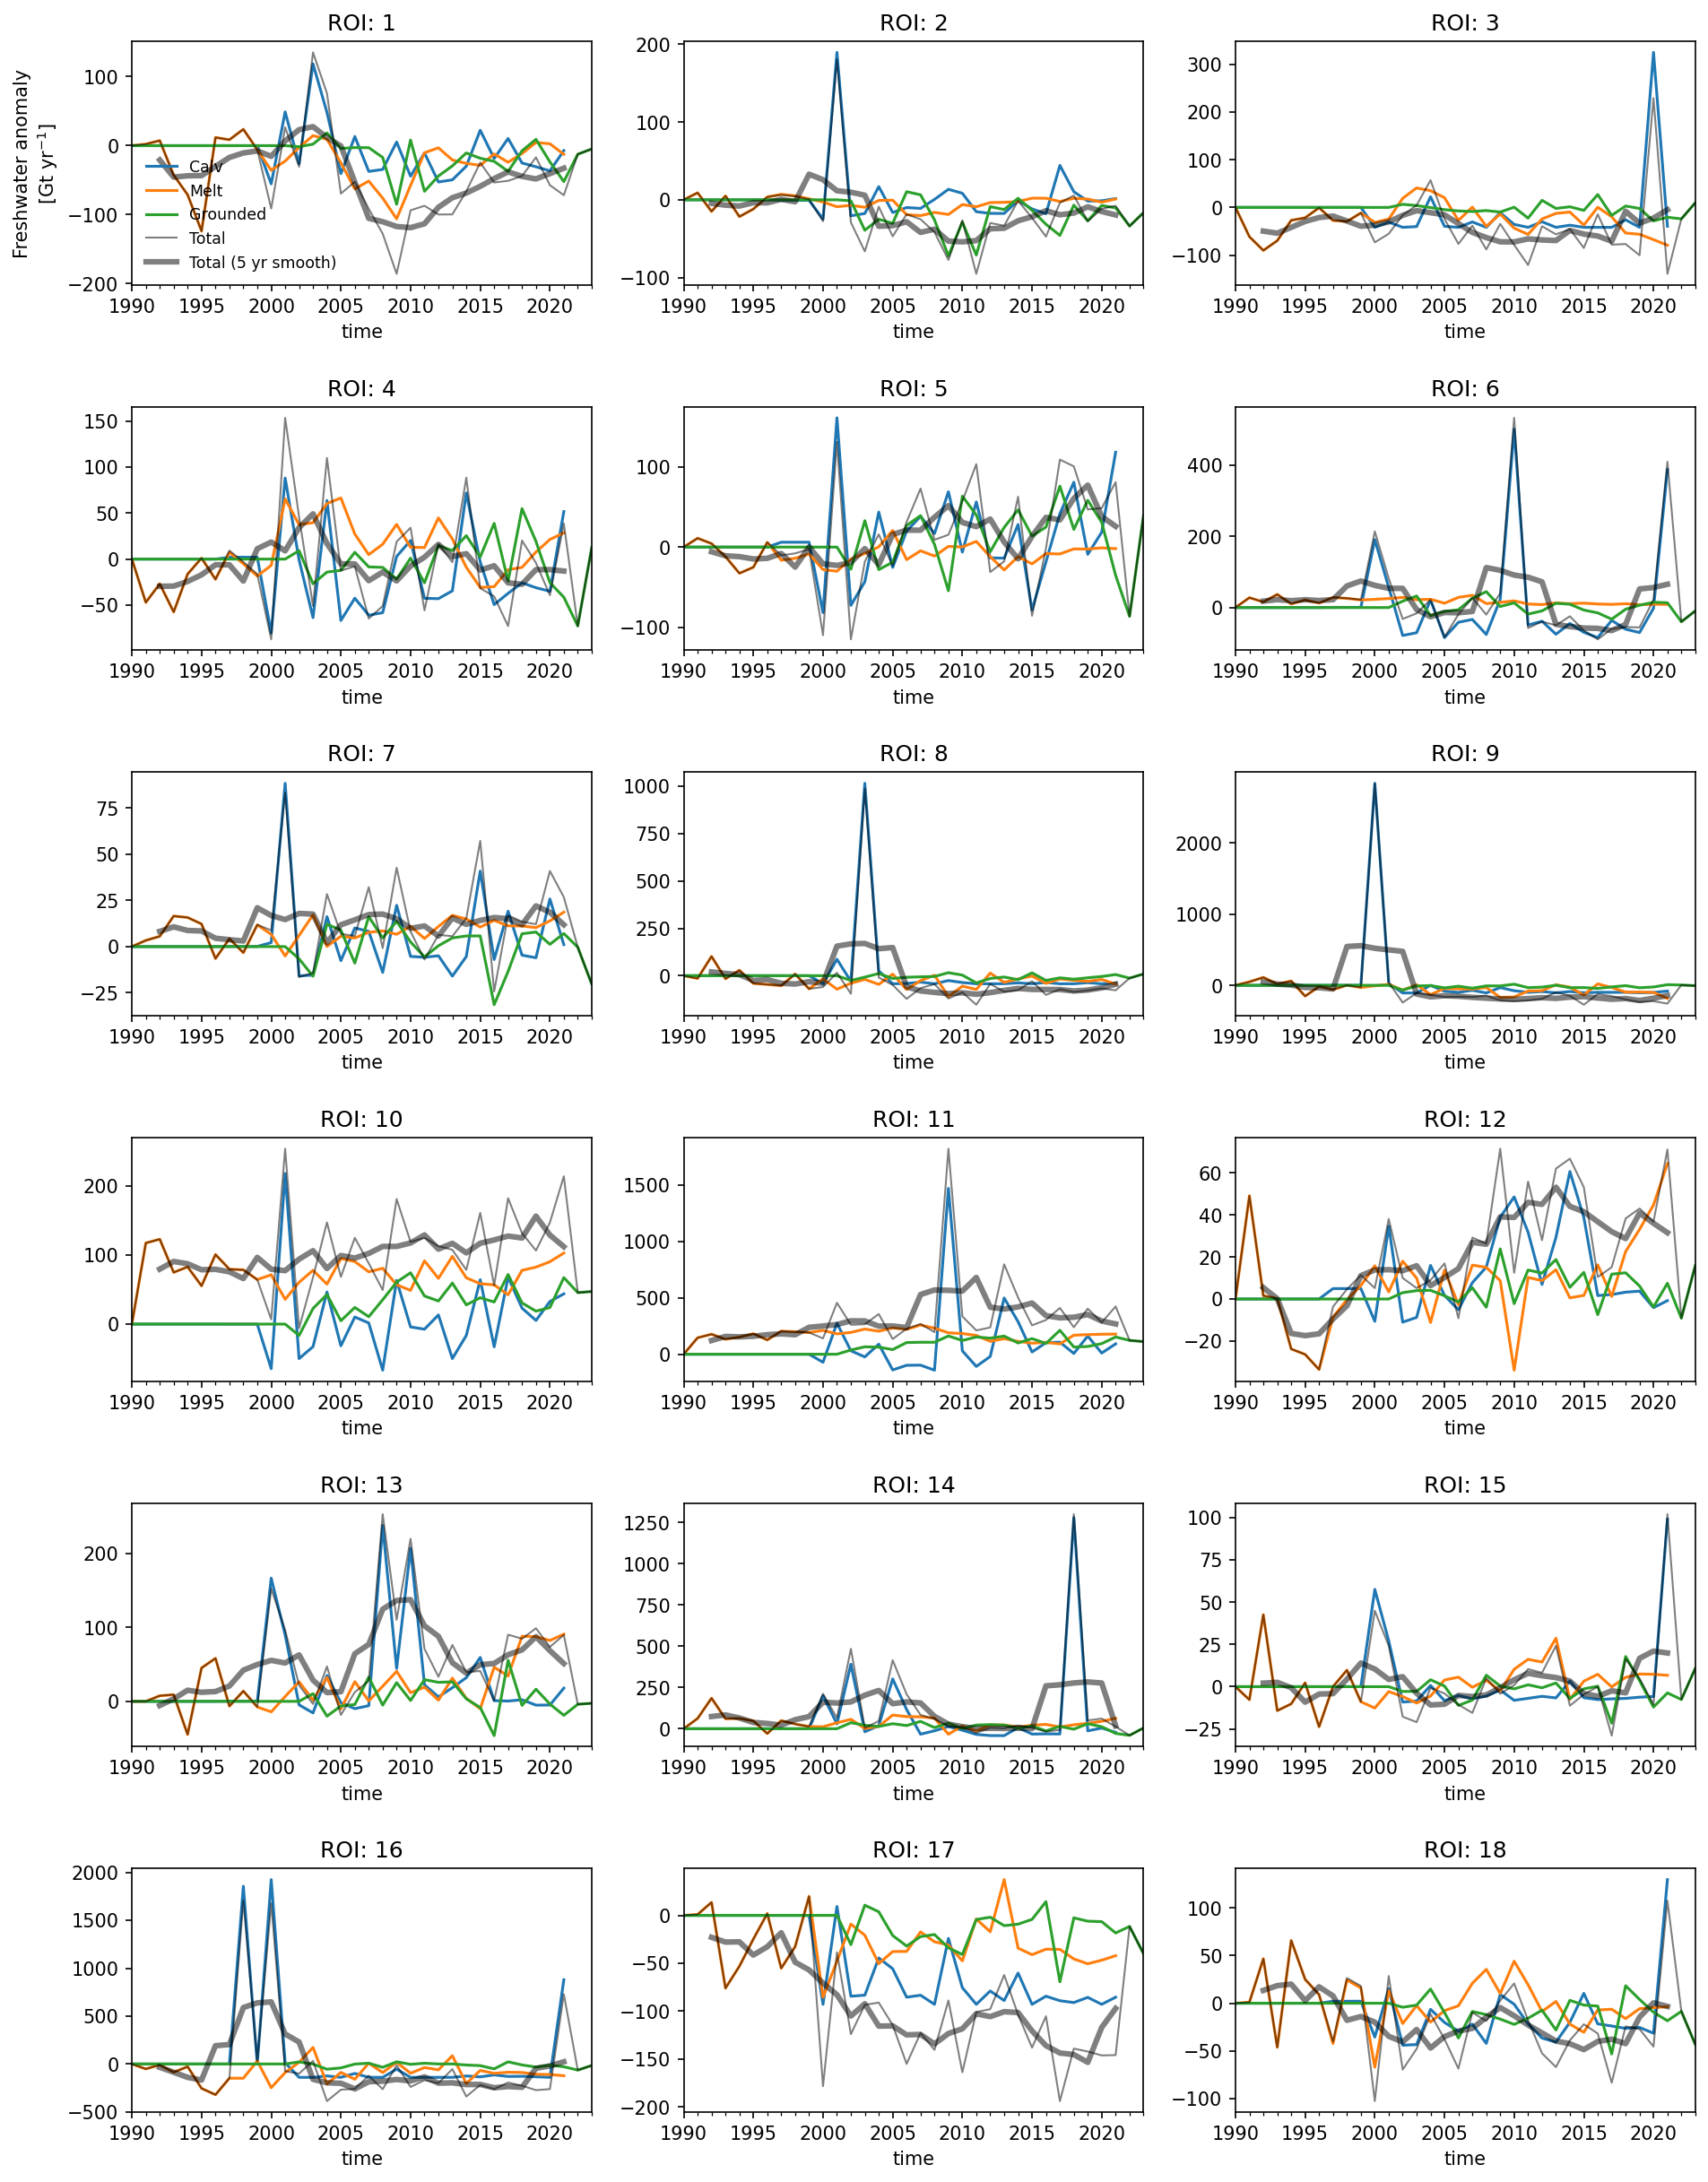 ROI: 1
ROI: 2
ROI: 3
Freshwater anomaly
[Gt yr⁻¹]
100
0
−100
−200
Calv
Melt
Grounded
Total
Total (5 yr smooth)
200
100
0
−100
300
200
100
0
−100
1990 1995 2000 2005 2010 2015 2020
1990 1995 2000 2005 2010 2015 2020
1990 1995 2000 2005 2010 2015 2020
time
time
time
ROI: 4
ROI: 5
ROI: 6
150
100
50
0
−50
100
0
−100
400
200
0
1990 1995 2000 2005 2010 2015 2020
1990 1995 2000 2005 2010 2015 2020
1990 1995 2000 2005 2010 2015 2020
time
time
time
ROI: 7
ROI: 8
ROI: 9
75
50
25
0
−25
1000
750
500
250
0
2000
1000
0
1990 1995 2000 2005 2010 2015 2020
1990 1995 2000 2005 2010 2015 2020
1990 1995 2000 2005 2010 2015 2020
time
time
time
ROI: 10
ROI: 11
ROI: 12
200
100
0
1500
1000
500
0
60
40
20
0
−20
1990 1995 2000 2005 2010 2015 2020
1990 1995 2000 2005 2010 2015 2020
1990 1995 2000 2005 2010 2015 2020
time
time
time
ROI: 13
ROI: 14
ROI: 15
200
100
0
1250
1000
750
500
250
0
100
75
50
25
0
−25
1990 1995 2000 2005 2010 2015 2020
1990 1995 2000 2005 2010 2015 2020
1990 1995 2000 2005 2010 2015 2020
time
time
time
ROI: 16
ROI: 17
ROI: 18
2000
1500
1000
500
0
−500
0
−50
−100
−150
−200
100
50
0
−50
−100
1990 1995 2000 2005 2010 2015 2020
1990 1995 2000 2005 2010 2015 2020
1990 1995 2000 2005 2010 2015 2020
time
time
time